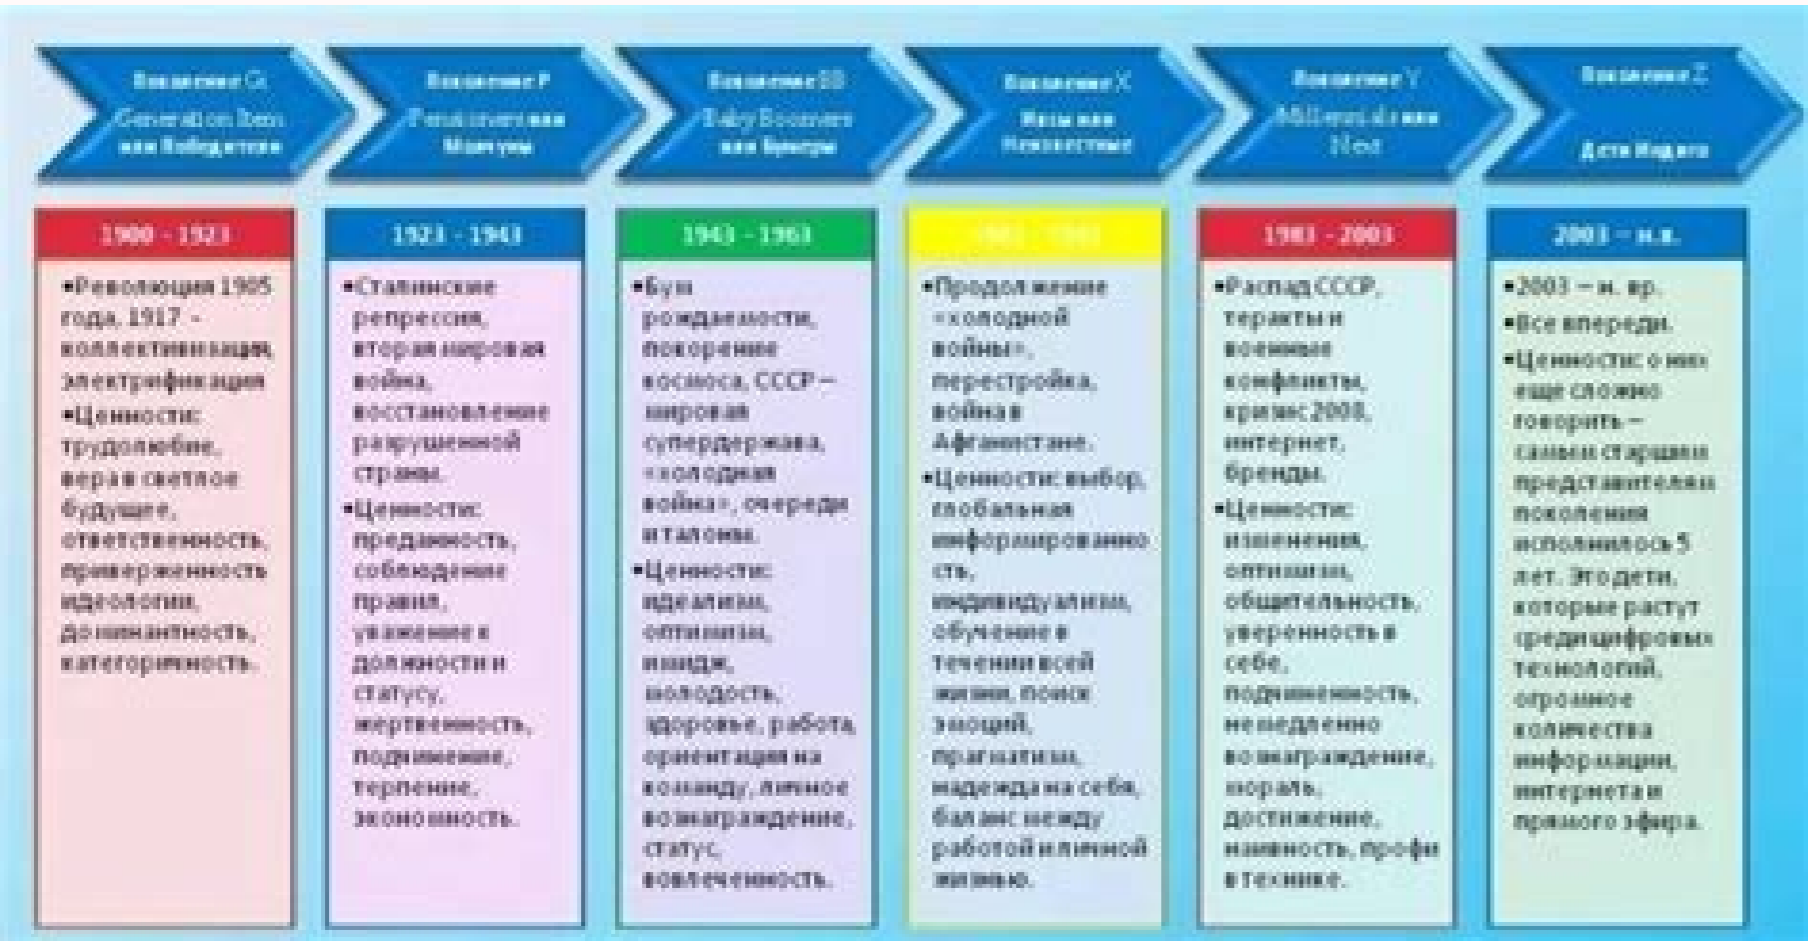 Поколение G
Generation Item
или Победители
Поколение P
Pensioners или
Молчуны
Поколение BB
Baby Boomers
или Бумеры
Поколение X
Иксы или
Неизвестные
Поколение Y
Millennials или
Next
Поколение Z
Дети Индиго
1900 - 1923
▪Революция 1905
года, 1917 -
коллективизация,
электрификация
▪Ценности:
трудолюбие,
вера в светлое
будущее,
ответственность,
приверженность
идеологии,
доминантность,
категоричность.
1923 - 1943
▪Сталинские
репрессия,
вторая мировая
война,
восстановление
разрушенной
страны.
▪Ценности:
преданность,
соблюдение
правил,
уважение к
должности и
статусу,
жертвенность,
подчинение,
терпение,
экономность.
1943 - 1963
▪Бум
рождаемости,
покорение
космоса, СССР –
мировая
супердержава,
«холодная
война», очереди
и талоны.
▪Ценности:
идеализм,
оптимизм,
имидж,
молодость,
здоровье, работа,
ориентация на
команду, личное
вознаграждение,
статус,
вовлеченность.
▪Продолжение
«холодной
войны»,
перестройка,
война в
Афганистане.
▪Ценности: выбор,
глобальная
информированно
сть,
индивидуализм,
обучение в
течении всей
жизни, поиск
эмоций,
прагматизм,
надежда на себя,
баланс между
работой и личной
жизнью.
1983 - 2003
▪Распад СССР,
теракты и
военные
конфликты,
кризис 2008,
интернет,
бренды.
▪Ценности:
изменения,
оптимизм,
общительность,
уверенность в
себе,
подчиненность,
немедленно
вознаграждение,
мораль,
достижение,
наивность, профи
в технике.
2003 – н.в.
▪2003 – н. вр.
▪Все впереди.
▪Ценности: о них
еще сложно
говорить –
самым старшим
представителям
поколения
исполнилось 5
лет. Это дети,
которые растут
среди цифровых
технологий,
огромное
количества
информации,
интернета и
прямого эфира.